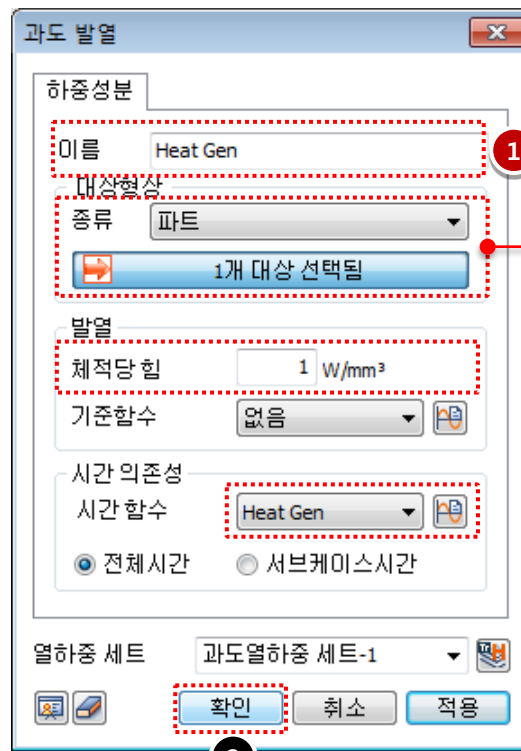 과도 발열
하중성분
이름 Heat Gen
1
대상형상
종류 파트
1개 대상 선택됨
발열
체적당 힘 1 W/mm³
기준함수 없음
시간 의존성
시간 함수 Heat Gen
전체시간 서브케이스시간
열하중 세트 과도열하중 세트-1
확인 취소 적용